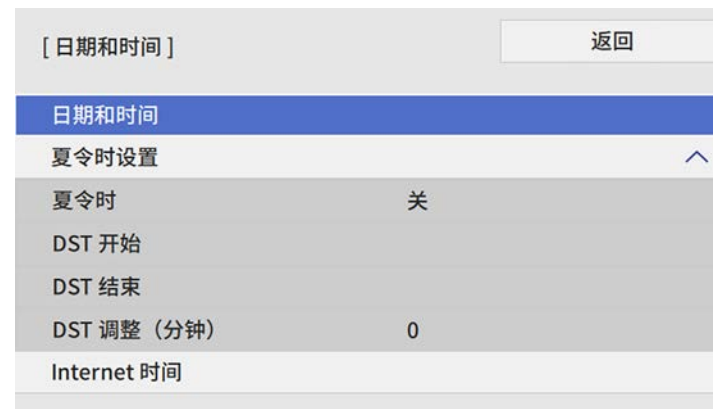 [ 日期和时间 ]
返回
日期和时间
夏令时设置
夏令时 关
DST 开始
DST 结束
DST 调整（分钟） 0
Internet 时间